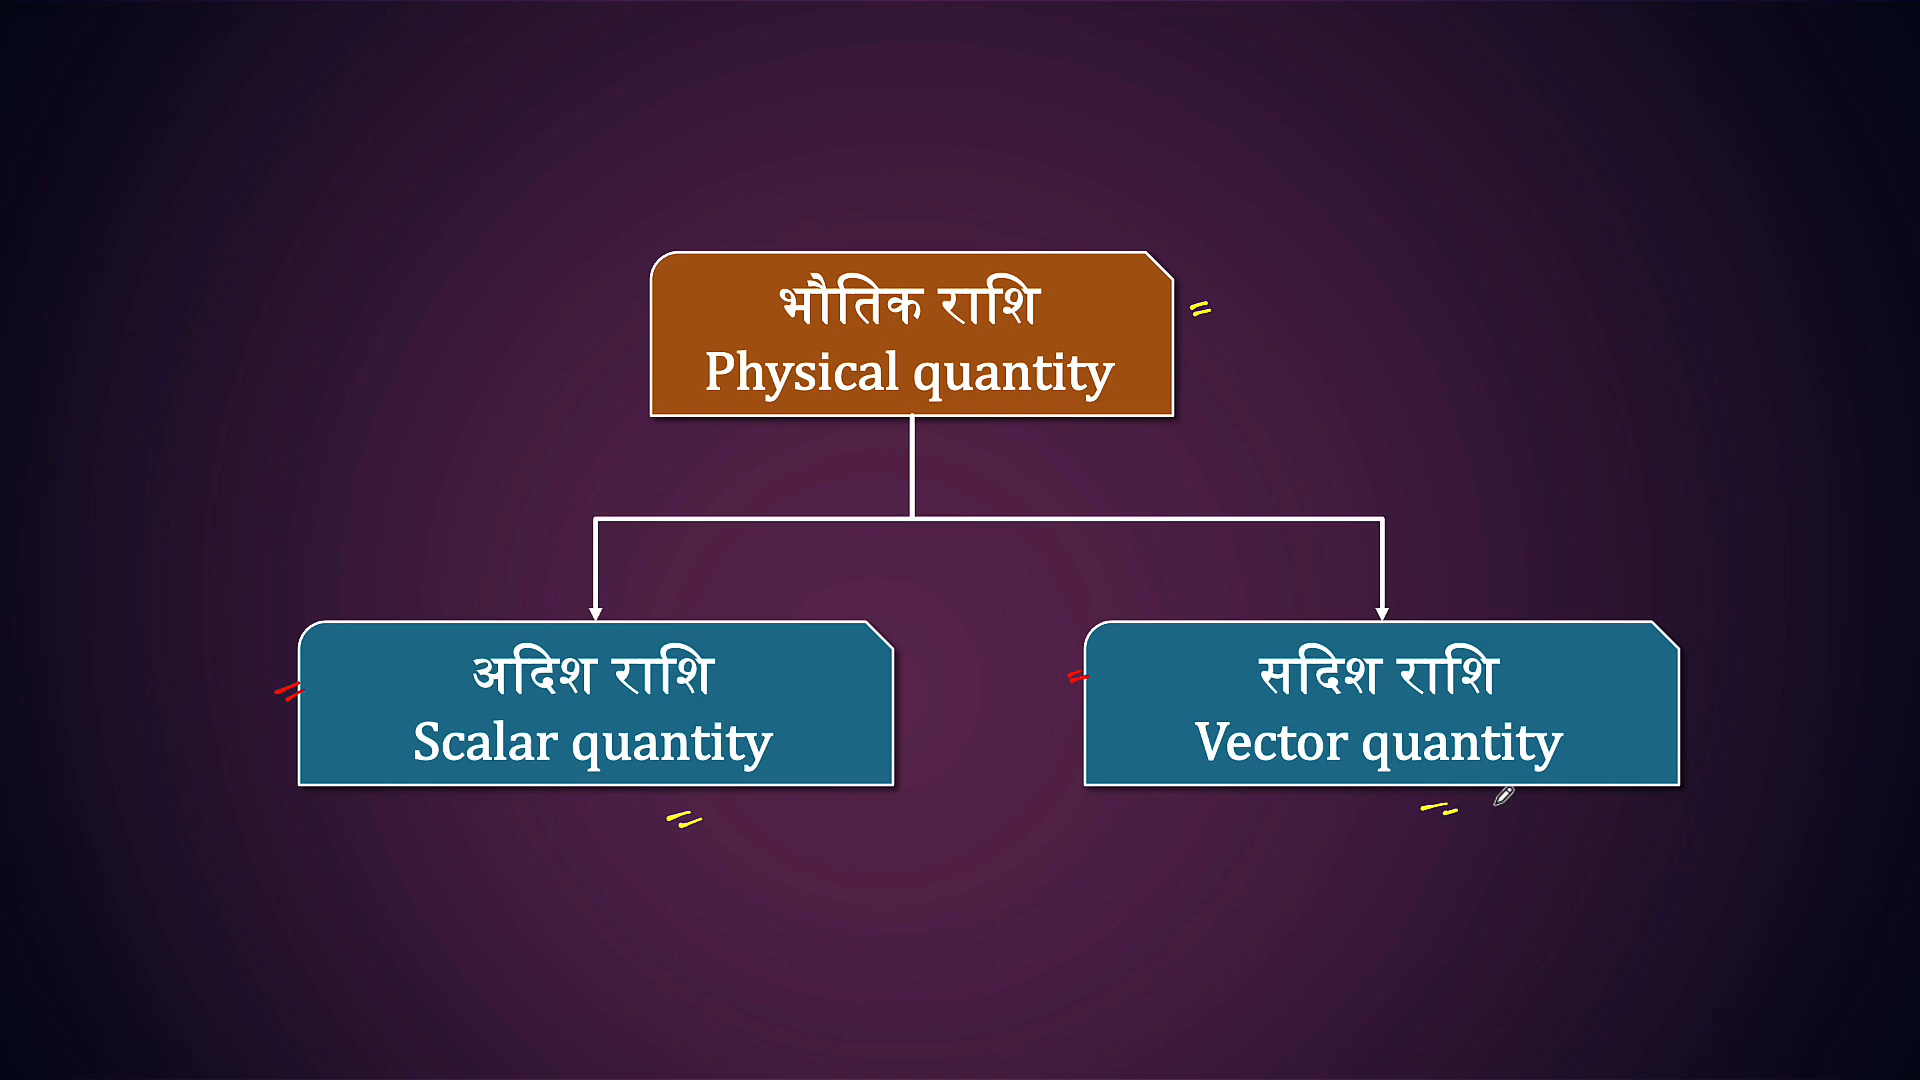 भौतिक राशि
Physical quantity
अदिश राशि
Scalar quantity
सदिश राशि
Vector quantity